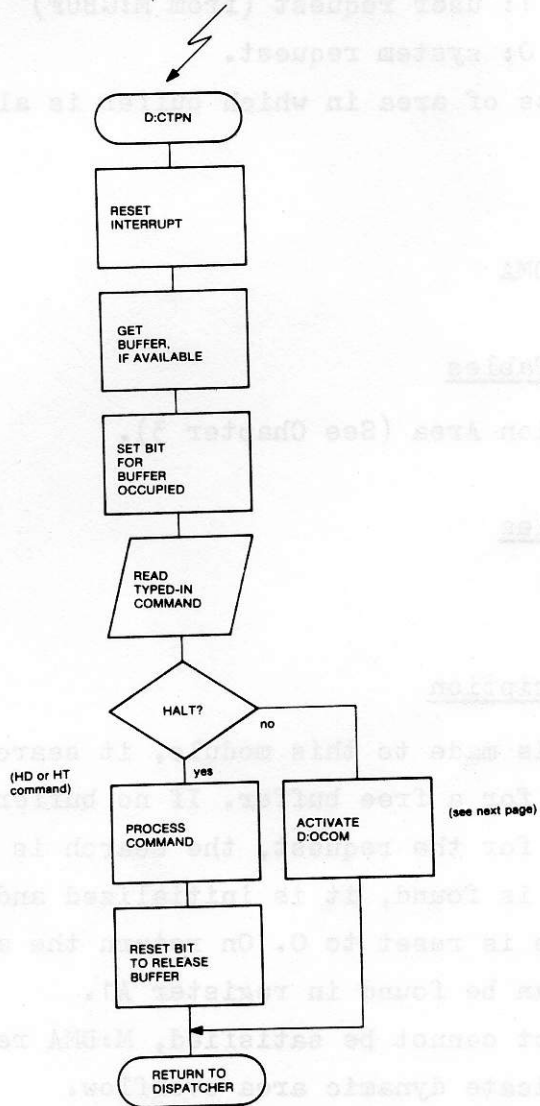 D:CTPN
RESET
INTERRUPT
GET
BUFFER,
IF AVAILABLE
SET BIT
FOR
BUFFER
OCCUPIED
READ
TYPED-IN
COMMAND
HALT?
no
yes
(HD or HT
command)
PROCESS
COMMAND
ACTIVATE
D:OCOM
(see next page)
RESET BIT
TO RELEASE
BUFFER
RETURN TO
DISPATCHER